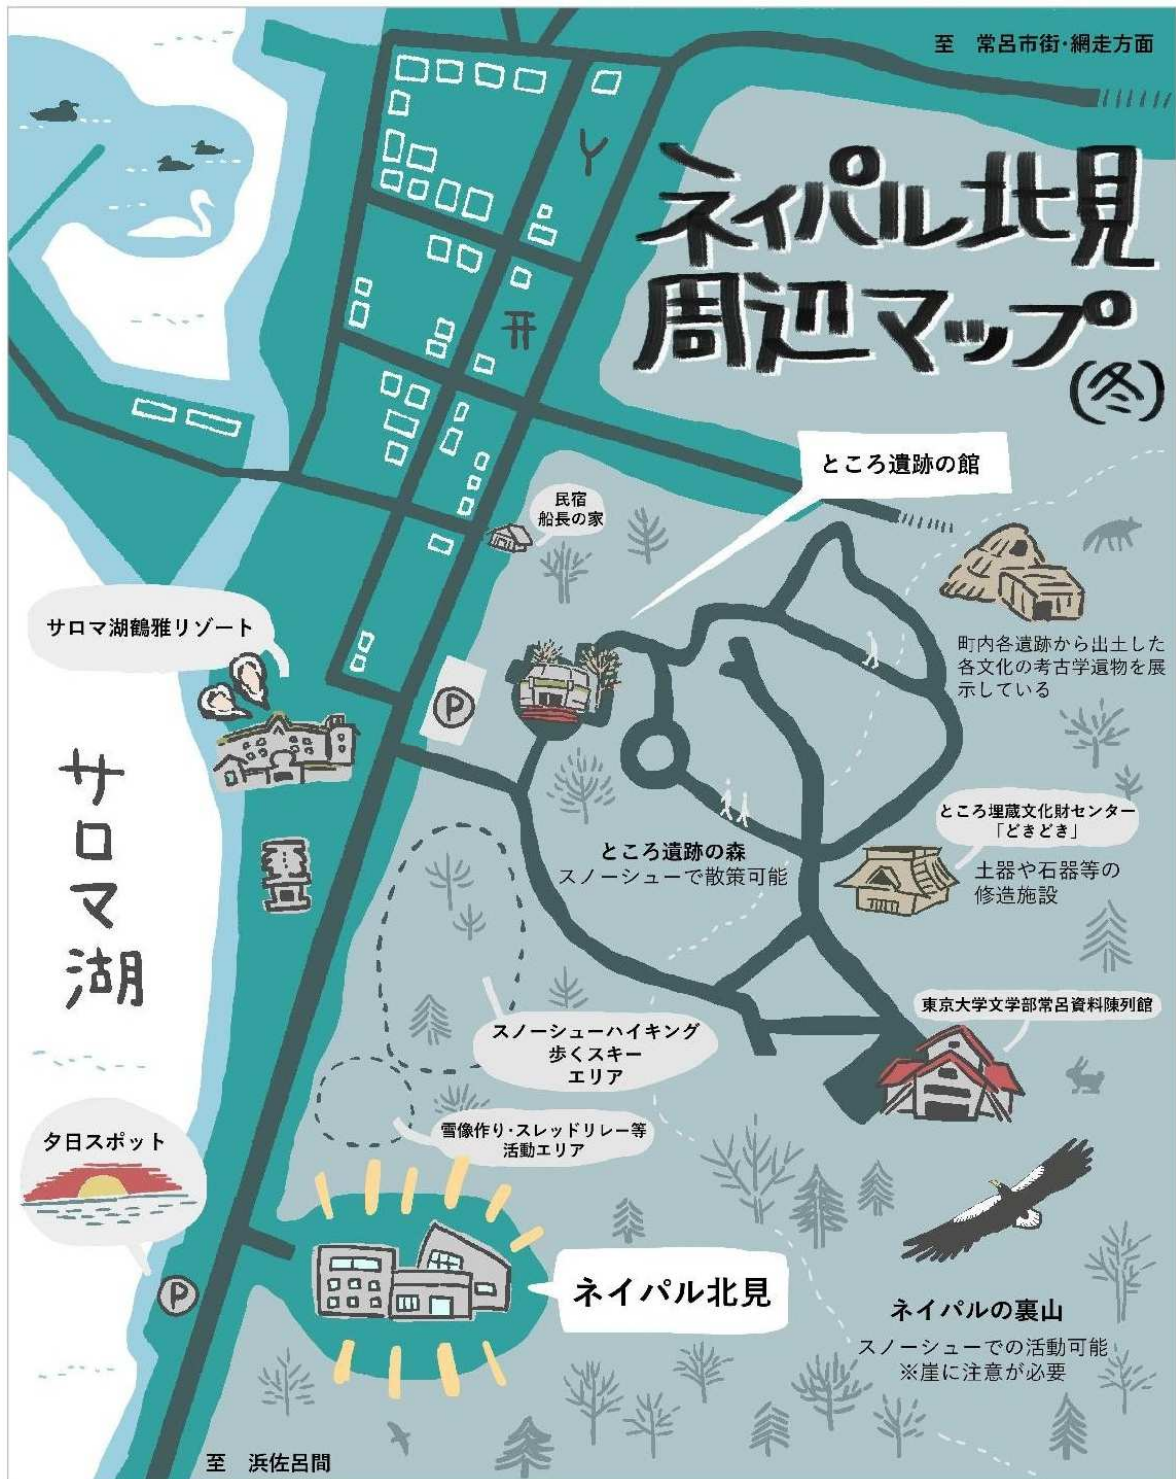 至 常呂市街・網走方面
ネイパル北見
周辺マップ
(冬)
ところ遺跡の館
民宿
船長の家
サロマ湖鶴雅リゾート
町内各遺跡から出土した
各文化の考古学遺物を展
示している
P
サロマ湖
ところ埋蔵文化財センター
「どきどき」
土器や石器等の
修造施設
ところ遺跡の森
スノーシューで散策可能
東京大学文学部常呂資料陳列館
スノーシューハイキング
歩くスキー
エリア
雪像作り・スレッドリレー等
活動エリア
夕日スポット
P
ネイパル北見
ネイパルの裏山
スノーシューでの活動可能
※崖に注意が必要
至 浜佐呂間